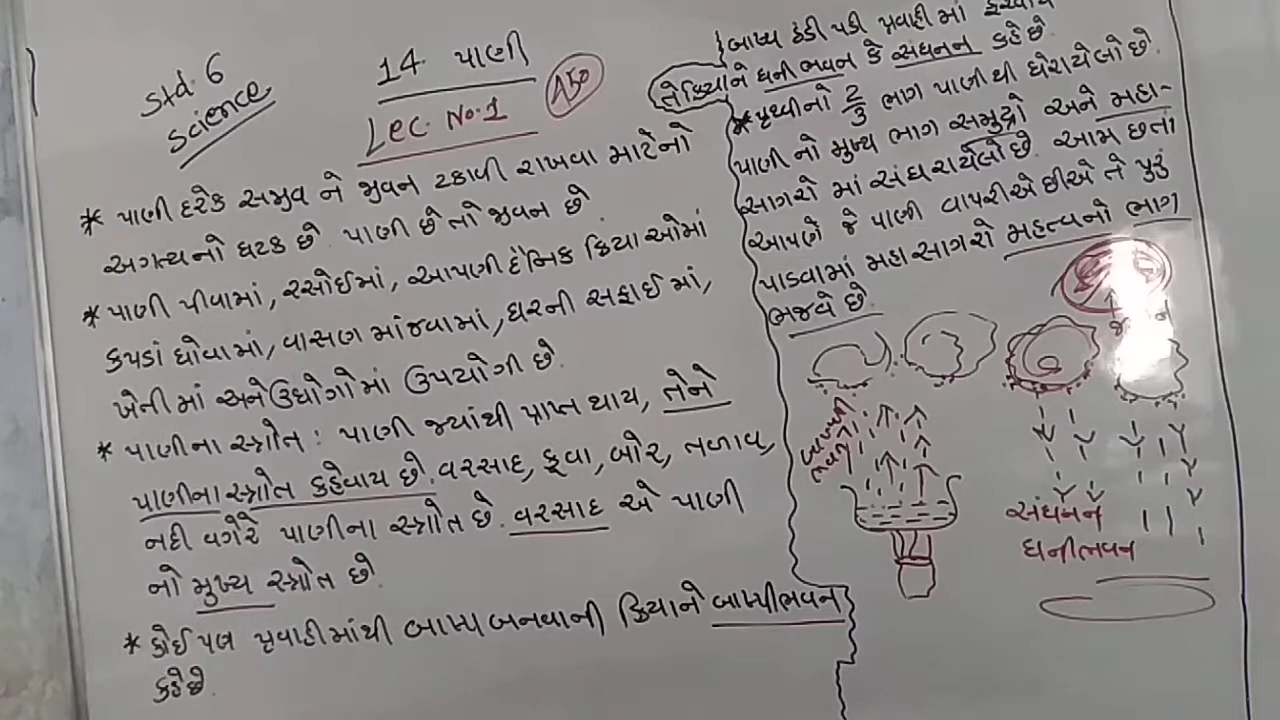 std. 6
science
14 પાણી
Lec. No. 1
A50
* પાણી દરેક સજીવ ને જીવન ટકાવી રાખવા માટેનો
અગત્યનો ઘટક છે પાણી છે તો જીવન છે
* પાણી પીવામાં, રસોઈમાં, આપણી દૈનિક ક્રિયાઓમાં
કપડાં ધોવામાં, વાસણ માંજવામાં, ઘરની સફાઈ માં,
ખેતી માં અને ઉદ્યોગોમાં ઉપયોગી છે.
* પાણીના સ્ત્રોત : પાણી જ્યાંથી પ્રાપ્ત થાય, તેને
પાણીના સ્ત્રોત કહેવાય છે. વરસાદ, કૂવા, બોર, તળાવ,
નદી વગેરે પાણીના સ્ત્રોત છે. વરસાદ એ પાણી
નો મુખ્ય સ્ત્રોત છે
* કોઈ પણ પ્રવાહીમાંથી બાષ્પ બનવાની ક્રિયાને બાષ્પીભવન
કહે છે.
બાષ્પ ઠંડી પડી પ્રવાહી માં
તે ક્રિયાને ઘની ભવન કે સંઘનન કહે છે.
* પૃથ્વીનો 2/3 ભાગ પાણી થી ઘેરાયેલો છે.
પાણી નો મુખ્ય ભાગ સમુદ્રો અને મહા-
સાગરો માં સંઘરાયેલો છે. આમ છતા
આપણે જે પાણી વાપરીએ છીએ તે પુરું
પાડવામાં મહાસાગરો મહત્વનો ભાગ
ભજવે છે.
સંઘનન
ઘનીભવન